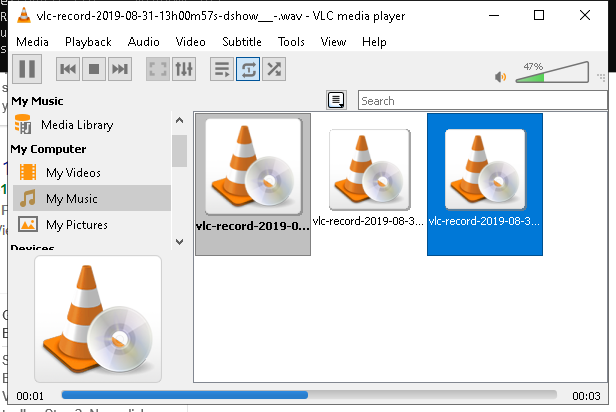 vlc-record-2019-08-31-13h00m57s-dshow__-.wav - VLC media player
Media Playback Audio Video Subtitle Tools View Help
47%
My Music
Search
Media Library
My Computer
My Videos
My Music
My Pictures
Devices
vlc-record-2019-0...
vlc-record-2019-08-3...
vlc-record-2019-08-3...
00:01
00:03